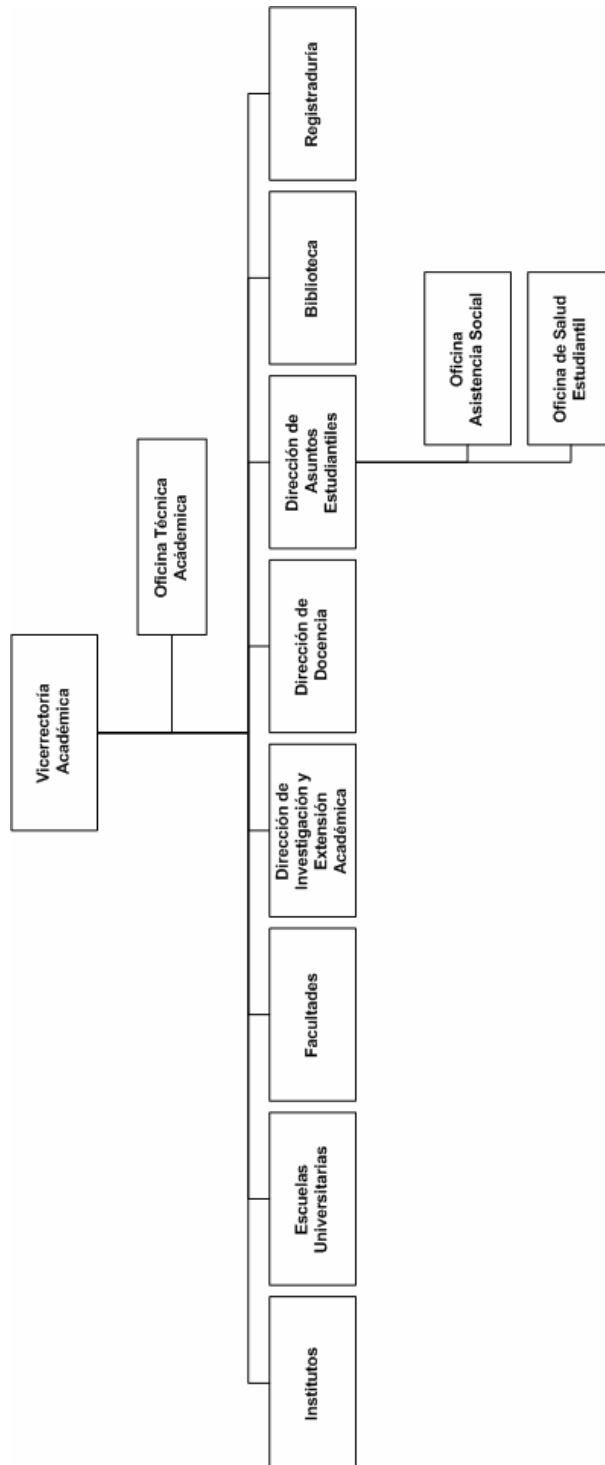 Vicerrectoría
Académica
Oficina Técnica
Acádemica
Institutos
Escuelas
Universitarias
Facultades
Dirección de
Investigación y
Extensión
Académica
Dirección de
Docencia
Dirección de
Asuntos
Estudiantiles
Biblioteca
Registraduría
Oficina
Asistencia Social
Oficina de Salud
Estudiantil